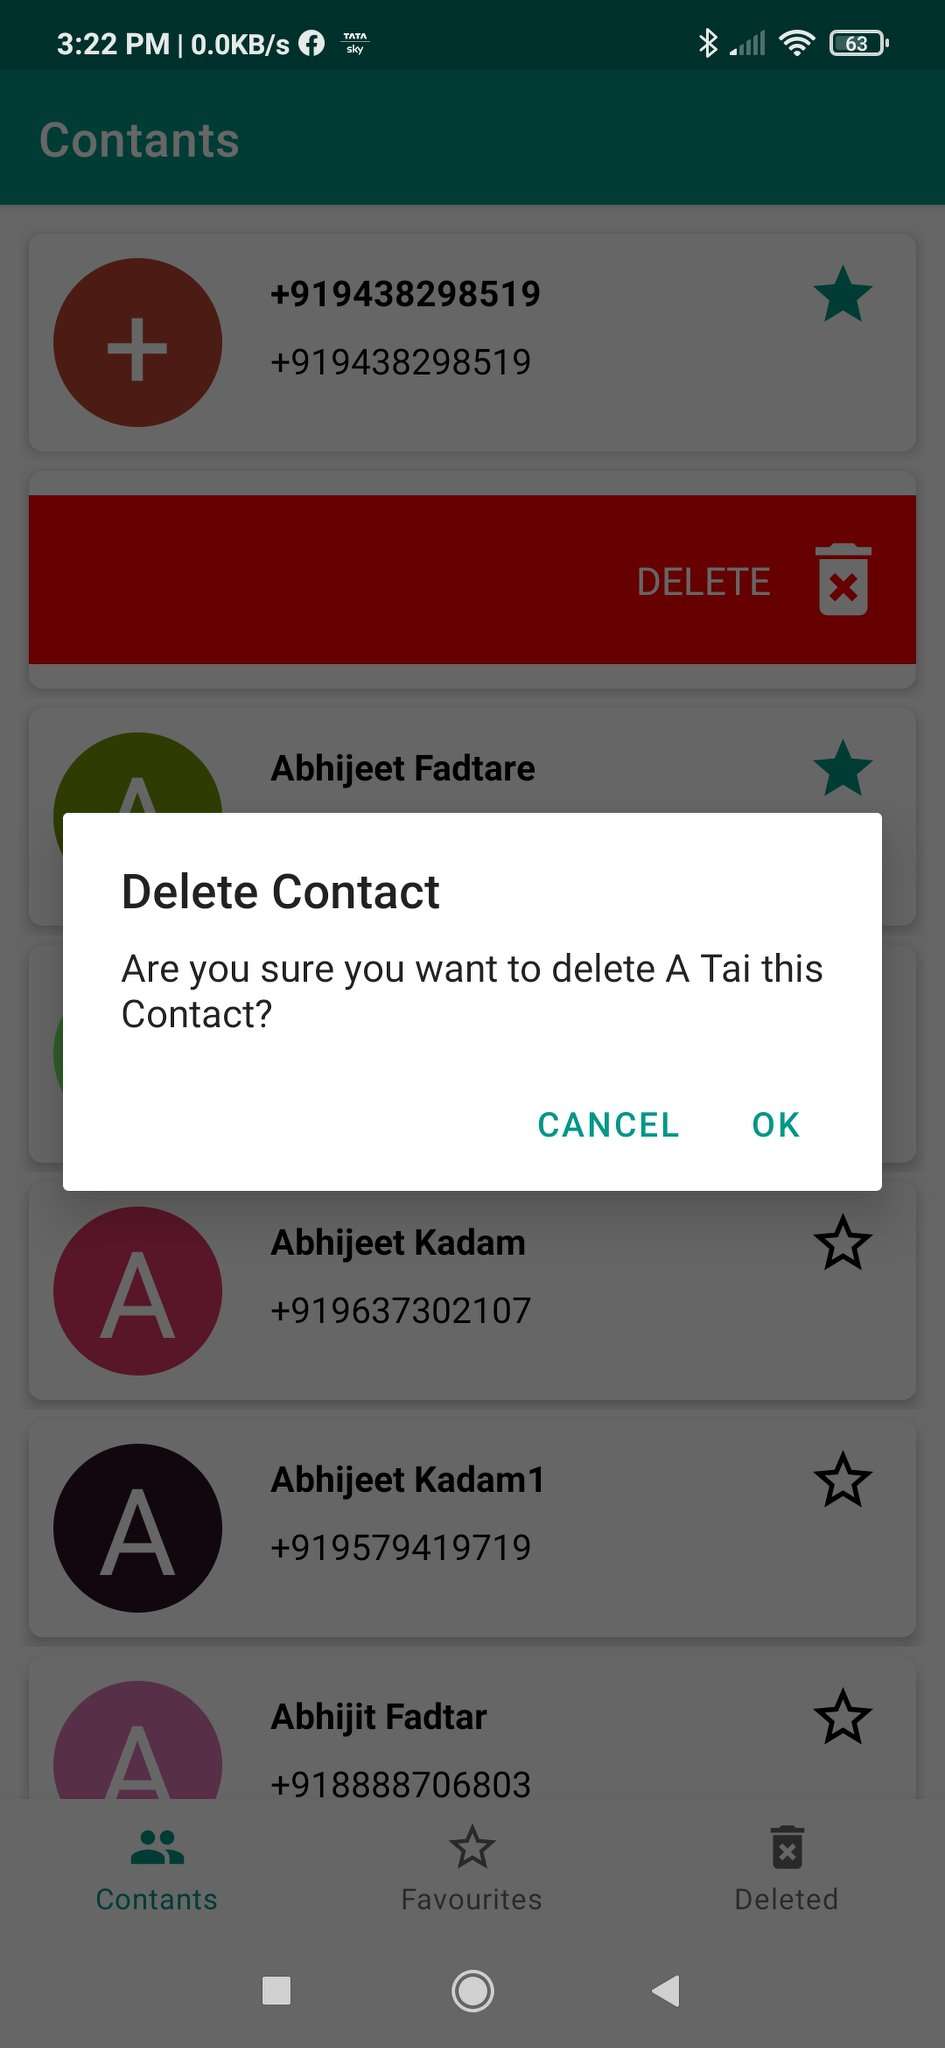 3:22 PM | 0.0KB/s TATA sky 63
Contants
+
+919438298519
+919438298519
DELETE
A
Abhijeet Fadtare
Delete Contact
Are you sure you want to delete A Tai this
Contact?
CANCEL OK
A
Abhijeet Kadam
+919637302107
A
Abhijeet Kadam1
+919579419719
A
Abhijit Fadtar
+918888706803
Contants Favourites Deleted